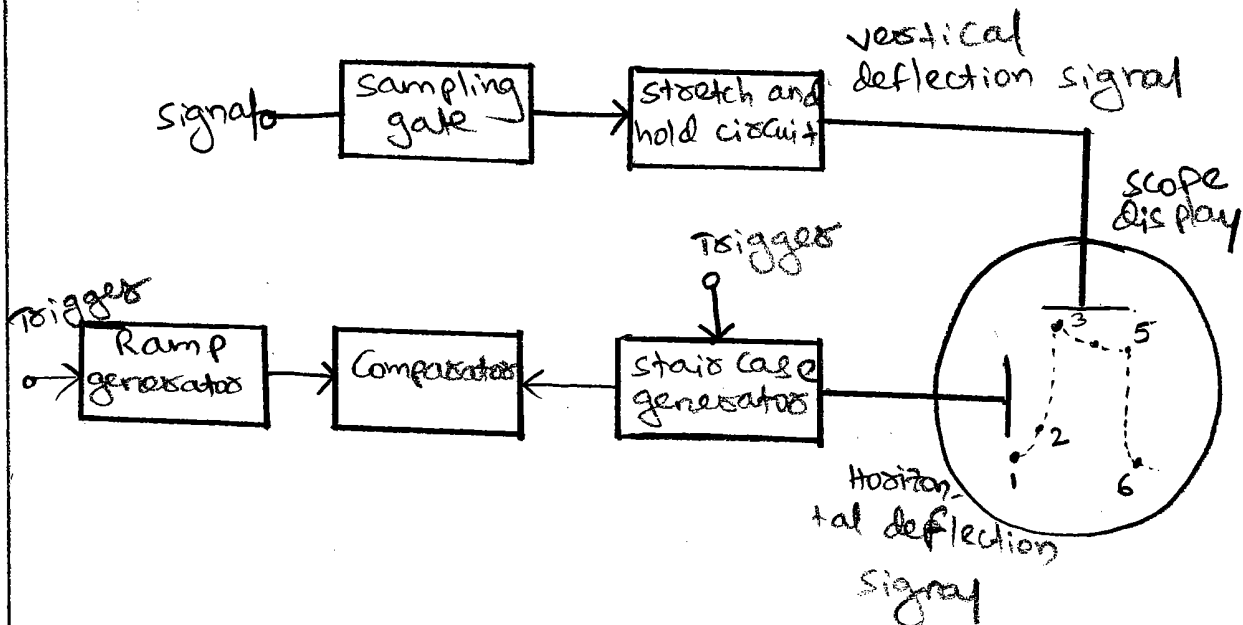 vertical
deflection signal
signal
sampling
gate
stretch and
hold circuit
scope
display
Trigger
Trigger
Ramp
generator
Comparator
stair case
generator
3
5
2
1
6
Horizon-
tal deflection
signal